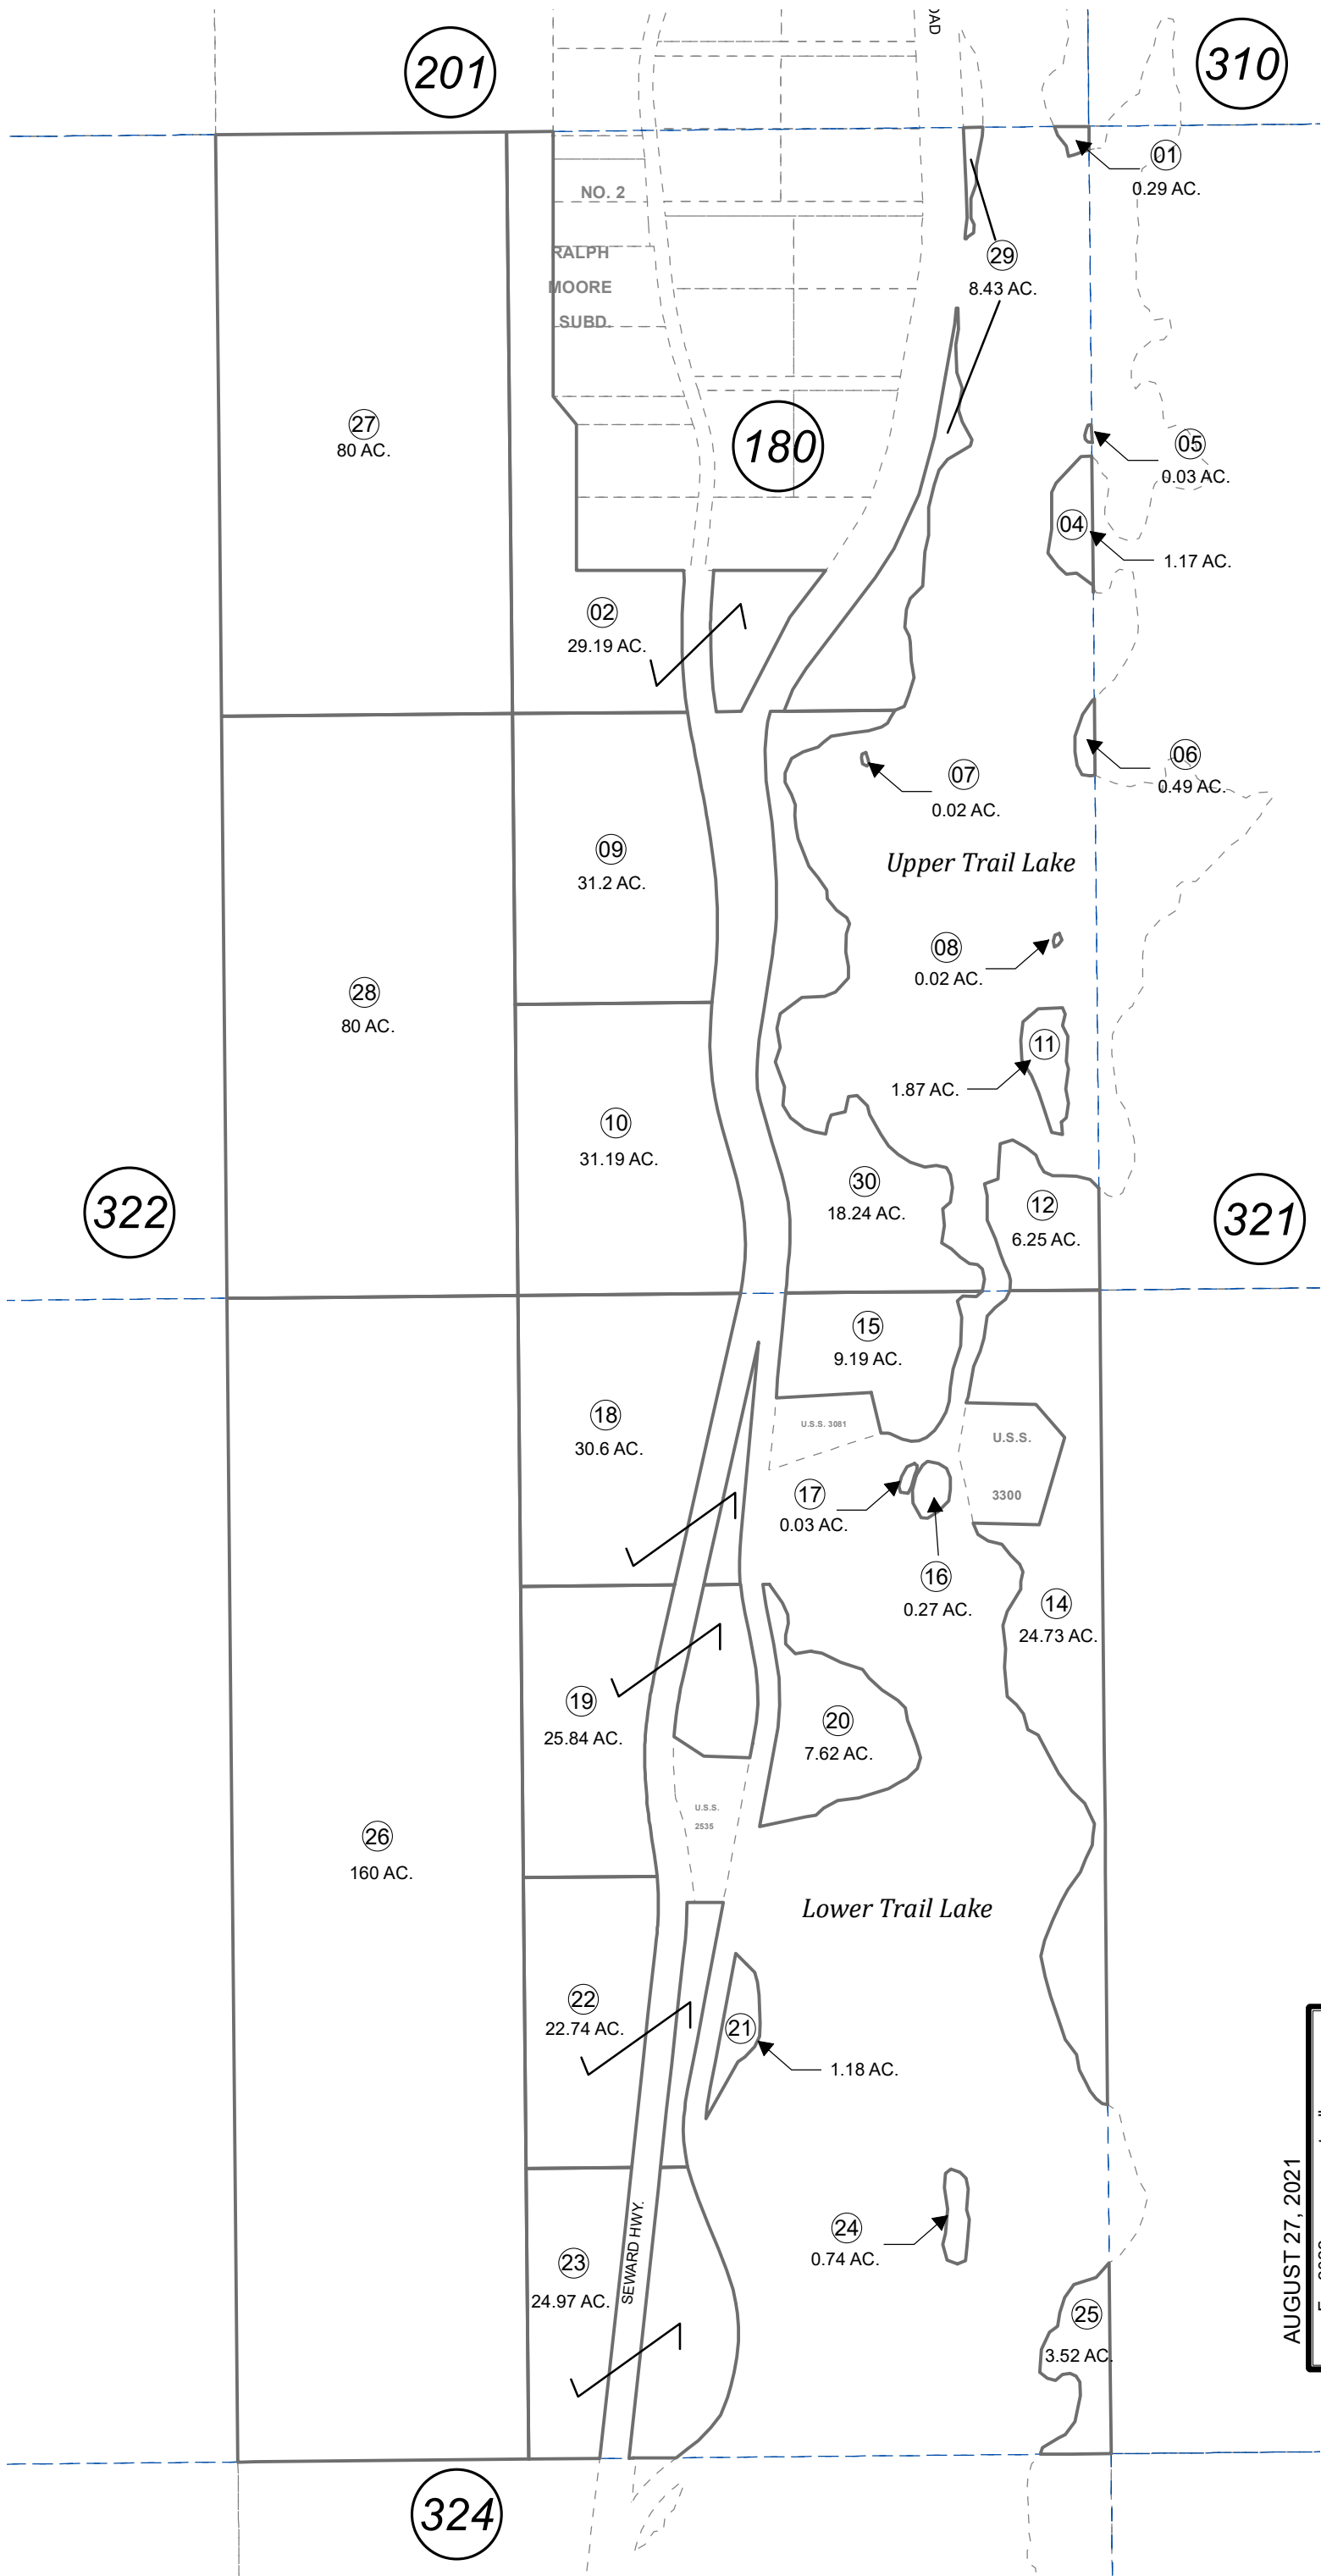 201
OAD
310
01
0.29 AC.
NO. 2
RALPH
MOORE
SUBD.
29
8.43 AC.
27
80 AC.
180
05
0.03 AC.
04
1.17 AC.
02
29.19 AC.
06
0.49 AC.
07
0.02 AC.
09
31.2 AC.
Upper Trail Lake
08
0.02 AC.
28
80 AC.
11
1.87 AC.
10
31.19 AC.
30
18.24 AC.
12
6.25 AC.
322
321
15
9.19 AC.
18
30.6 AC.
U.S.S. 3081
U.S.S.
3300
17
0.03 AC.
16
0.27 AC.
14
24.73 AC.
19
25.84 AC.
20
7.62 AC.
U.S.S.
2535
26
160 AC.
Lower Trail Lake
22
22.74 AC.
21
1.18 AC.
24
0.74 AC.
23
24.97 AC.
SEWARD HWY.
25
3.52 AC.
AUGUST 27, 2021
324